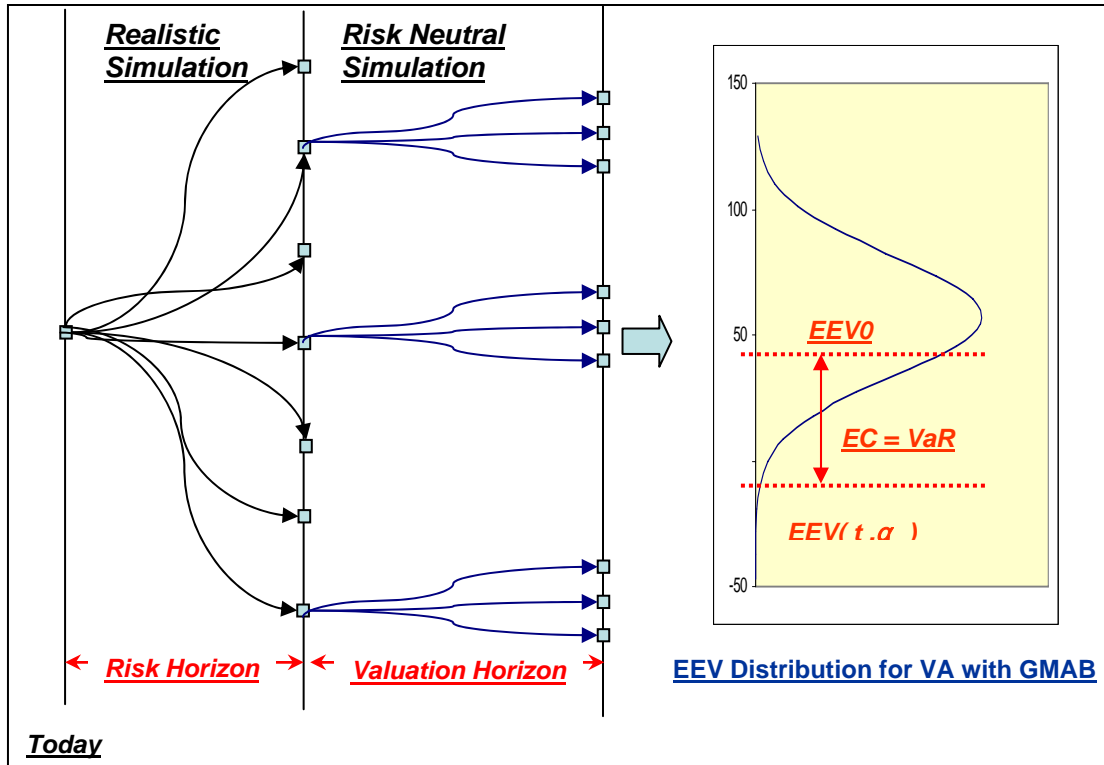 Realistic
Simulation
Risk Neutral
Simulation
150
100
50
-50
EEV0
EC = VaR
EEV( t ,α )
Risk Horizon
Valuation Horizon
EEV Distribution for VA with GMAB
Today